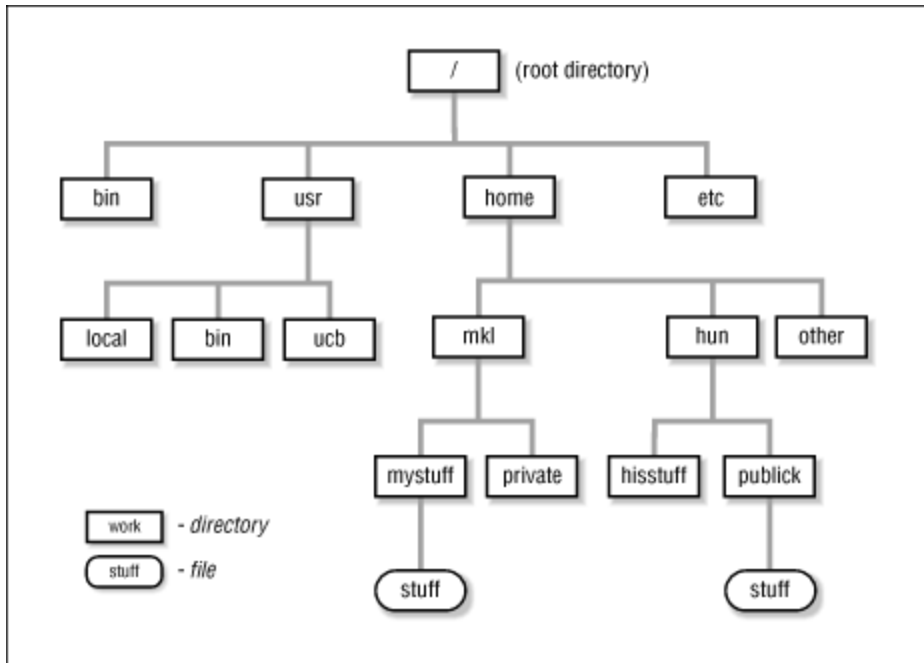 / (root directory)
bin usr home etc
local bin ucb mkl hun other
mystuff private hisstuff publick
work - directory
stuff - file
stuff stuff